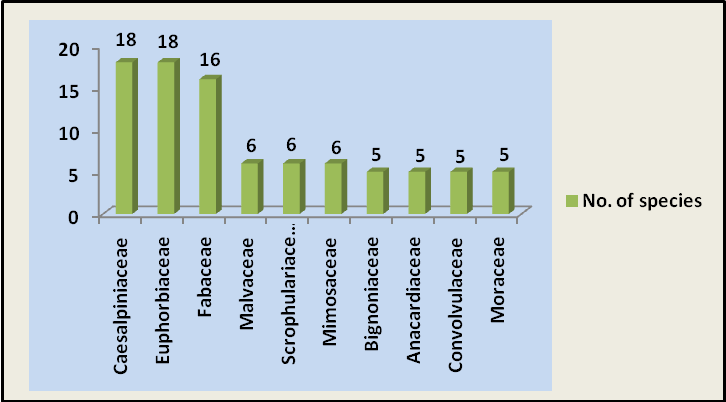 20
15
10
5
0
18
18
16
6
6
6
5
5
5
5
Caesalpiniaceae
Euphorbiaceae
Fabaceae
Malvaceae
Scrophulariace...
Mimosaceae
Bignoniaceae
Anacardiaceae
Convolvulaceae
Moraceae
No. of species